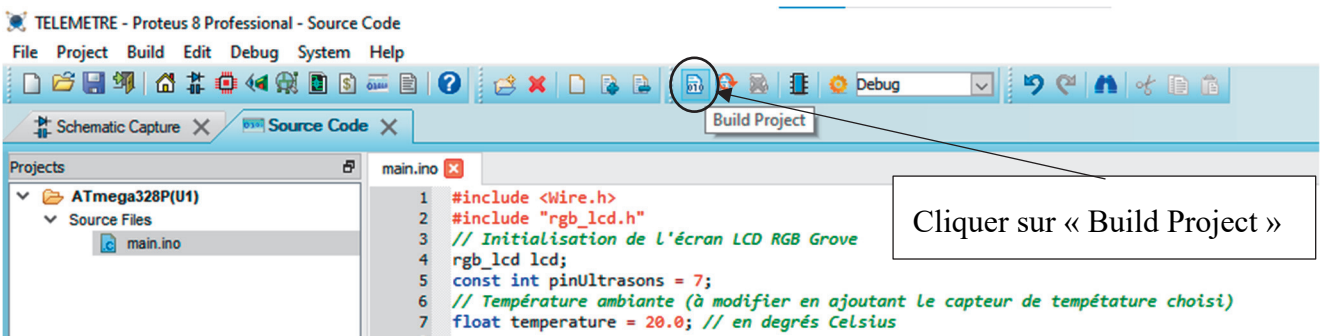 TELEMETRE - Proteus 8 Professional - Source Code
File Project Build Edit Debug System Help
Debug
Schematic Capture Source Code
Build Project
Projects
main.ino
ATmega328P(U1)
Source Files
main.ino
1 #include <Wire.h>
2 #include "rgb_lcd.h"
3 // Initialisation de l'écran LCD RGB Grove
4 rgb_lcd lcd;
5 const int pinUltrasons = 7;
6 // Température ambiante (à modifier en ajoutant le capteur de tempétature choisi)
7 float temperature = 20.0; // en degrés Celsius
Cliquer sur « Build Project »